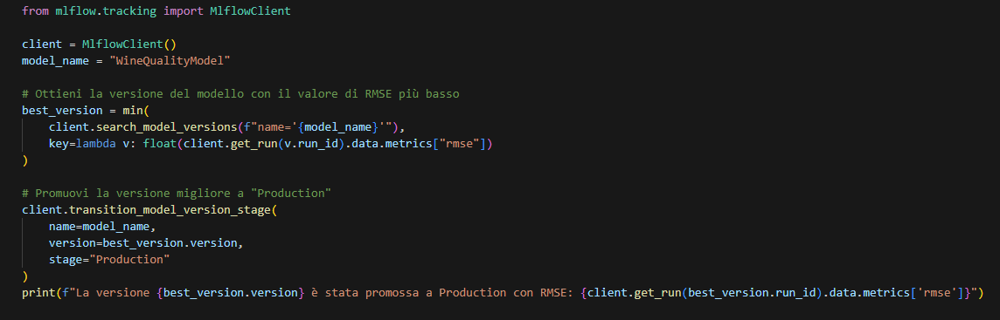 from mlflow.tracking import MlflowClient
client = MlflowClient()
model_name = "WineQualityModel"
# Ottieni la versione del modello con il valore di RMSE più basso
best_version = min(
    client.search_model_versions(f"name='{model_name}'"),
    key=lambda v: float(client.get_run(v.run_id).data.metrics["rmse"])
)
# Promuovi la versione migliore a "Production"
client.transition_model_version_stage(
    name=model_name,
    version=best_version.version,
    stage="Production"
)
print(f"La versione {best_version.version} è stata promossa a Production con RMSE: {client.get_run(best_version.run_id).data.metrics['rmse']}")